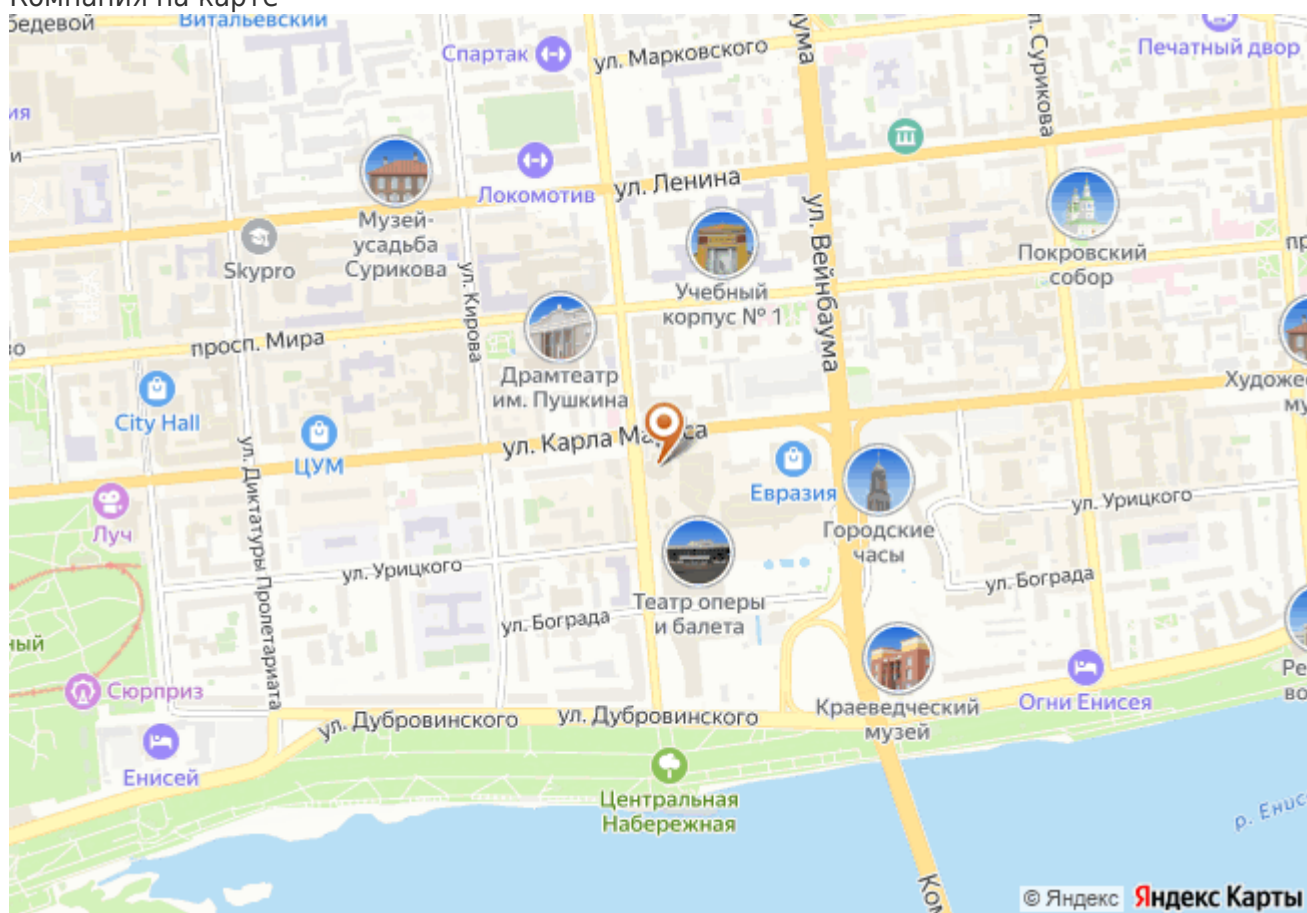 Компания на карте
Витальевский
бедевой
Спартак
ул. Марковского
ул. Сурикова
Печатный двор
Локомотив
ул. Ленина
Музей-
усадьба
Сурикова
Skypro
ул. Кирова
ул. Вейнбаума
Учебный
корпус № 1
Покровский
собор
просп. Мира
Драмтеатр
им. Пушкина
City Hall
ЦУМ
ул. Карла Маркса
Евразия
Городские
часы
ул. Урицкого
Луч
ул. Диктатуры Пролетариата
ул. Урицкого
ул. Бограда
Театр оперы
и балета
ул. Бограда
Сюрприз
Огни Енисея
Краеведческий
музей
ул. Дубровинского
ул. Дубровинского
Енисей
Центральная
Набережная
© Яндекс Яндекс Карты